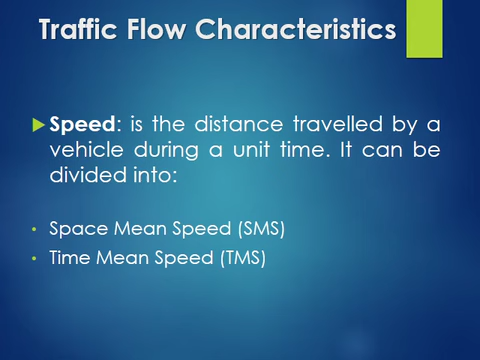 Traffic Flow Characteristics
Speed: is the distance travelled by a
vehicle during a unit time. It can be
divided into:
Space Mean Speed (SMS)
Time Mean Speed (TMS)